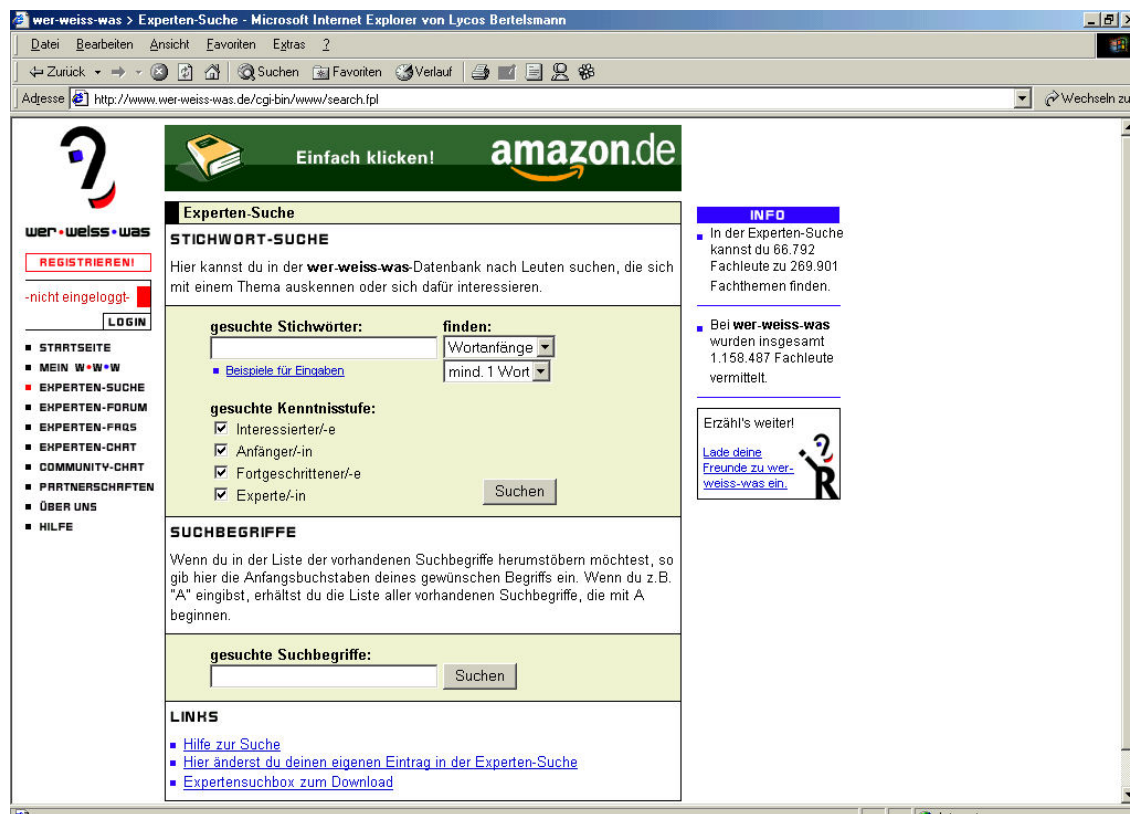 wer-weiss-was > Experten-Suche - Microsoft Internet Explorer von Lycos Bertelsmann
Datei Bearbeiten Ansicht Favoriten Extras ?
Zurück Suchen Favoriten Verlauf
Adresse http://www.wer-weiss-was.de/cgi-bin/www/search.fpl Wechseln zu
wer•weiss•was
REGISTRIEREN!
-nicht eingeloggt-
LOGIN
STARTSEITE
MEIN W•W•W
EXPERTEN-SUCHE
EXPERTEN-FORUM
EXPERTEN-FAQS
EXPERTEN-CHAT
COMMUNITY-CHAT
PARTNERSCHAFTEN
ÜBER UNS
HILFE
Einfach klicken! amazon.de
Experten-Suche
STICHWORT-SUCHE
Hier kannst du in der wer-weiss-was-Datenbank nach Leuten suchen, die sich
mit einem Thema auskennen oder sich dafür interessieren.
gesuchte Stichwörter: finden:
Wortanfänge
Beispiele für Eingaben mind. 1 Wort
gesuchte Kenntnisstufe:
Interessierter/-e
Anfänger/-in
Fortgeschrittener/-e
Experte/-in Suchen
SUCHBEGRIFFE
Wenn du in der Liste der vorhandenen Suchbegriffe herumstöbern möchtest, so
gib hier die Anfangsbuchstaben deines gewünschen Begriffs ein. Wenn du z.B.
"A" eingibst, erhältst du die Liste aller vorhandenen Suchbegriffe, die mit A
beginnen.
gesuchte Suchbegriffe:
Suchen
LINKS
Hilfe zur Suche
Hier änderst du deinen eigenen Eintrag in der Experten-Suche
Expertensuchbox zum Download
INFO
In der Experten-Suche
kannst du 66.792
Fachleute zu 269.901
Fachthemen finden.
Bei wer-weiss-was
wurden insgesamt
1.158.487 Fachleute
vermittelt.
Erzähl's weiter!
Lade deine
Freunde zu wer-
weiss-was ein.